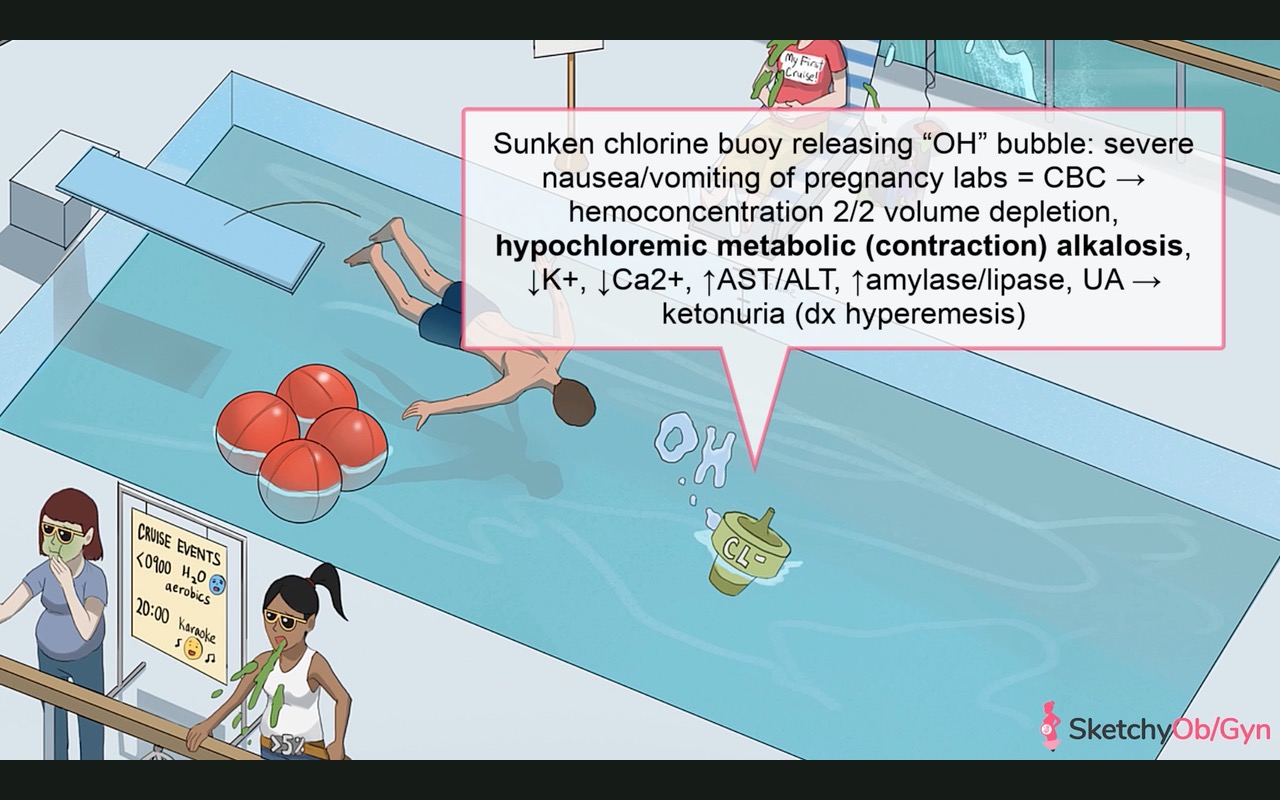 My First
Cruise!
Sunken chlorine buoy releasing “OH” bubble: severe
nausea/vomiting of pregnancy labs = CBC →
hemoconcentration 2/2 volume depletion,
hypochloremic metabolic (contraction) alkalosis,
↓K+, ↓Ca2+, ↑AST/ALT, ↑amylase/lipase, UA →
ketonuria (dx hyperemesis)
OH
CL-
CRUISE EVENTS
<0900 H₂O
aerobics
20:00 Karaoke
>5%
SketchyOb/Gyn